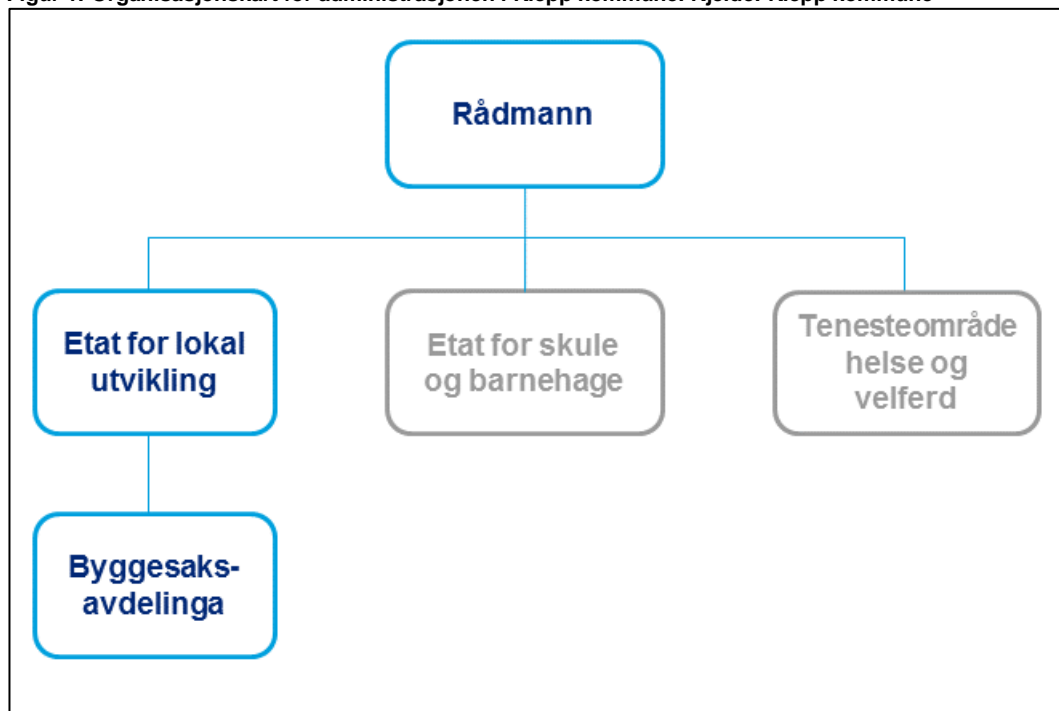 Rådmann
Etat for lokal
utvikling
Etat for skule
og barnehage
Tenesteområde
helse og
velferd
Byggesaks-
avdelinga